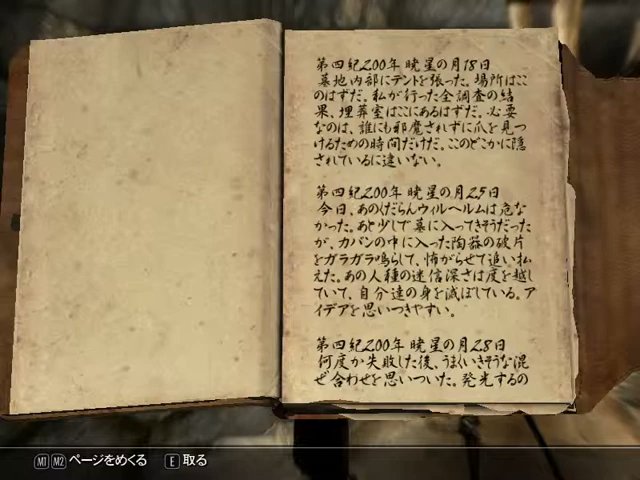 第四紀200年 暁星の月18日
墓地内部にテントを張った。場所はここ
のはずだ。私が行った全調査の結
果、埋葬室はここにあるはずだ。必要
なのは、誰にも邪魔されずに爪を見つ
けるための時間だけだ。ここのどこかに隠
されているに違いない。
第四紀200年 暁星の月25日
今日、あのくだらんウィルヘルムは危な
かった。あと少しで墓に入ってきそうだった
が、カバンの中に入った陶器の破片
をガラガラ鳴らして、怖がらせて追い払
えた。あの人種の迷信深さは度を越し
ていて、自分達の身を滅ぼしている。ア
イデアを思いつきやすい。
第四紀200年 暁星の月28日
何度か失敗した後、うまくいきそうな混
ぜ合わせを思いついた。発光するの
M1 M2 ページをめくる E 取る